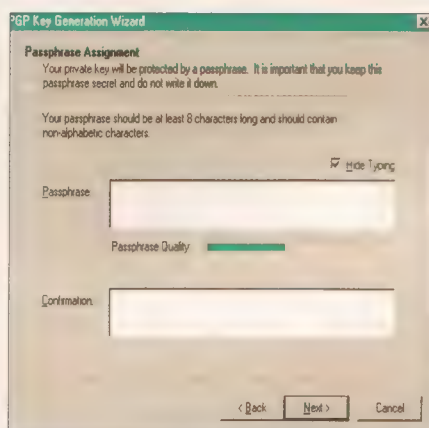 PGP Key Generation Wizard
Passphrase Assignment
Your private key will be protected by a passphrase. It is important that you keep this
passphrase secret and do not write it down.
Your passphrase should be at least 8 characters long and should contain
non-alphabetic characters.
Hide Typing
Passphrase
Passphrase Quality
Confirmation:
< Back
Next >
Cancel